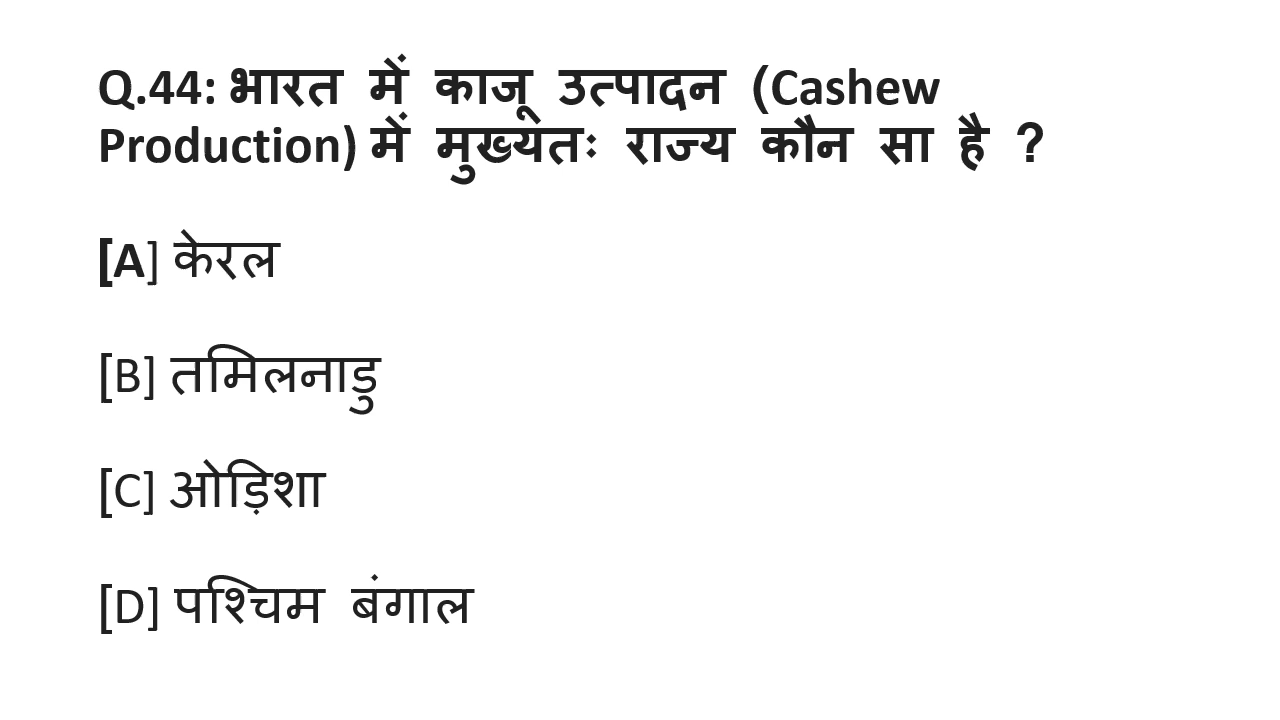 Q.44: भारत में काजू उत्पादन (Cashew
Production) में मुख्यतः राज्य कौन सा है ?
[A] केरल
[B] तमिलनाडु
[C] ओड़िशा
[D] पश्चिम बंगाल